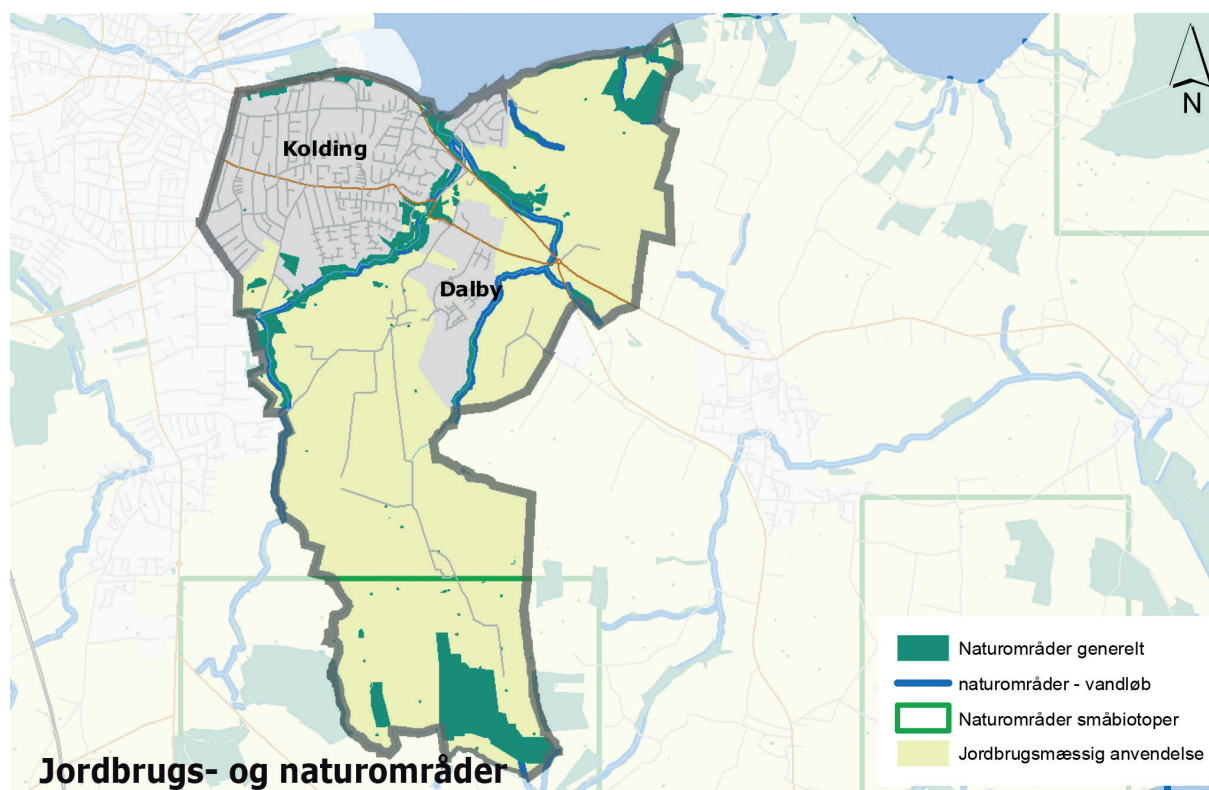 N
Kolding
Dalby
Naturområder generelt
naturområder - vandløb
Naturområder småbiotoper
Jordbrugsmæssig anvendelse
Jordbrugs- og naturområder